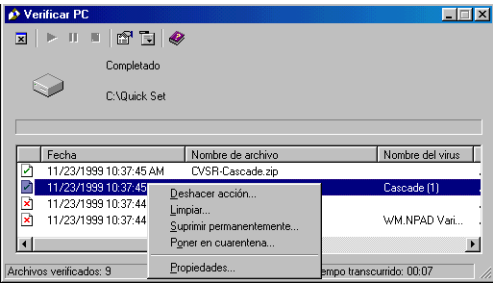 Verificar PC
Completado
C:\Quick Set
Fecha Nombre de archivo Nombre del virus
11/23/1999 10:37:45 AM CVSR-Cascade.zip
11/23/1999 10:37:45 Cascade (1)
11/23/1999 10:37:44
11/23/1999 10:37:44 WM.NPAD Vari...
Deshacer acción...
Limpiar...
Suprimir permanentemente...
Poner en cuarentena...
Propiedades...
Archivos verificados: 9 empo transcurrido: 00:07